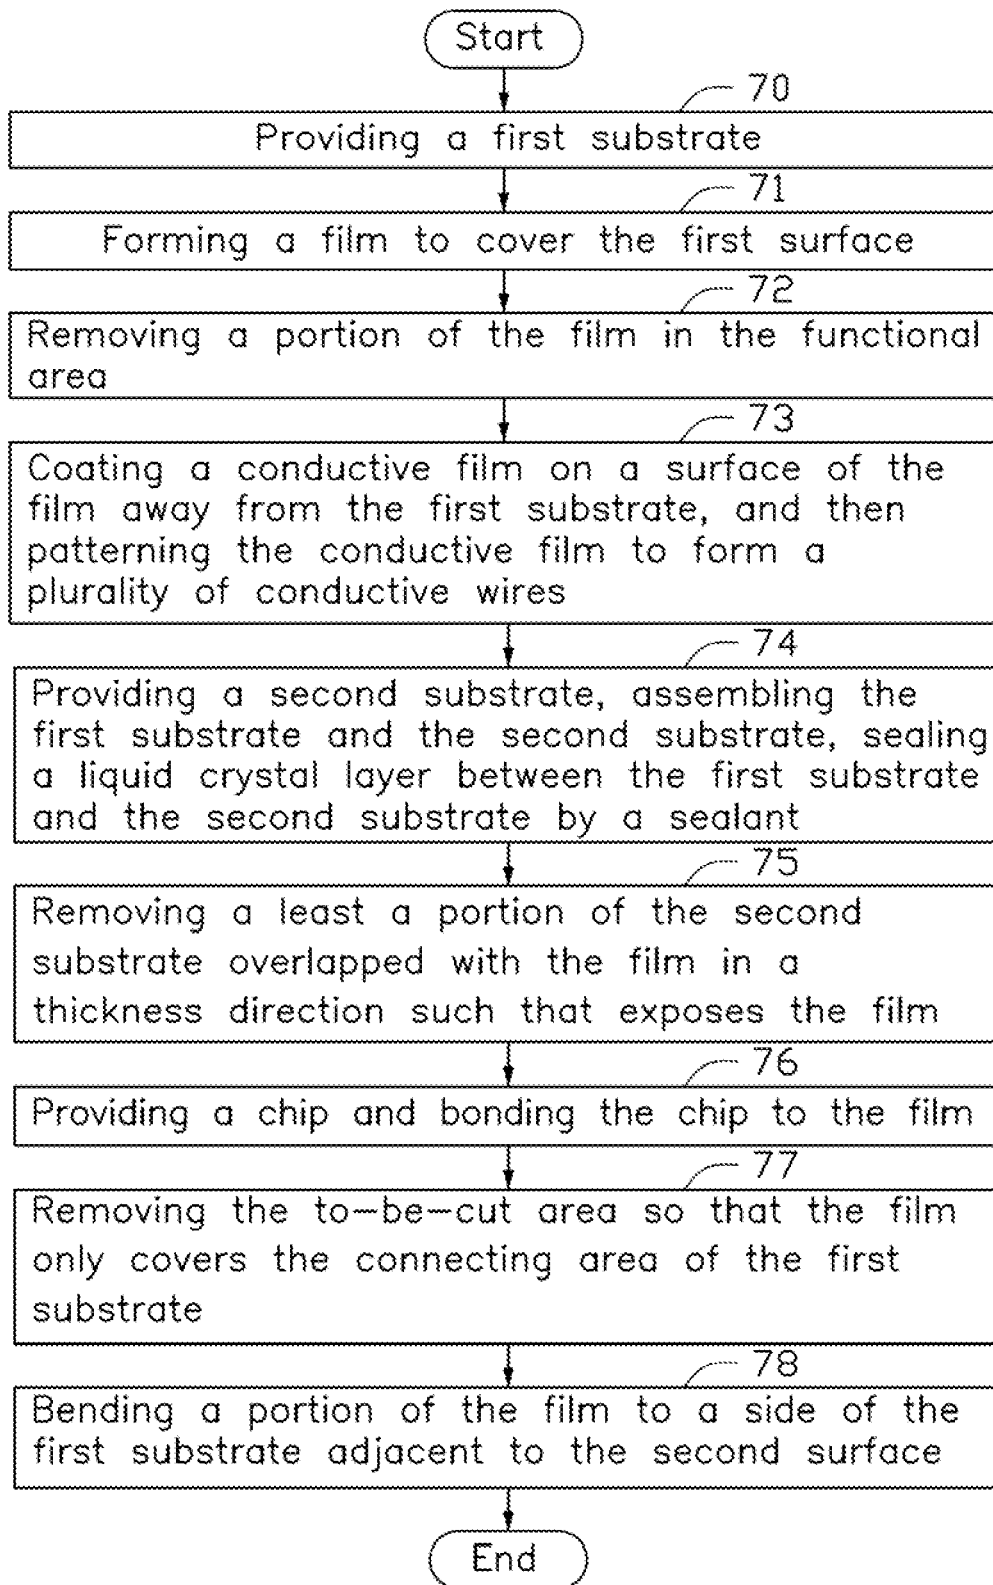 Start
70
Providing a first substrate
71
Forming a film to cover the first surface
72
Removing a portion of the film in the functional
area
73
Coating a conductive film on a surface of the
film away from the first substrate, and then
patterning the conductive film to form a
plurality of conductive wires
74
Providing a second substrate, assembling the
first substrate and the second substrate, sealing
a liquid crystal layer between the first substrate
and the second substrate by a sealant
75
Removing a least a portion of the second
substrate overlapped with the film in a
thickness direction such that exposes the film
76
Providing a chip and bonding the chip to the film
77
Removing the to-be-cut area so that the film
only covers the connecting area of the first
substrate
78
Bending a portion of the film to a side of the
first substrate adjacent to the second surface
End